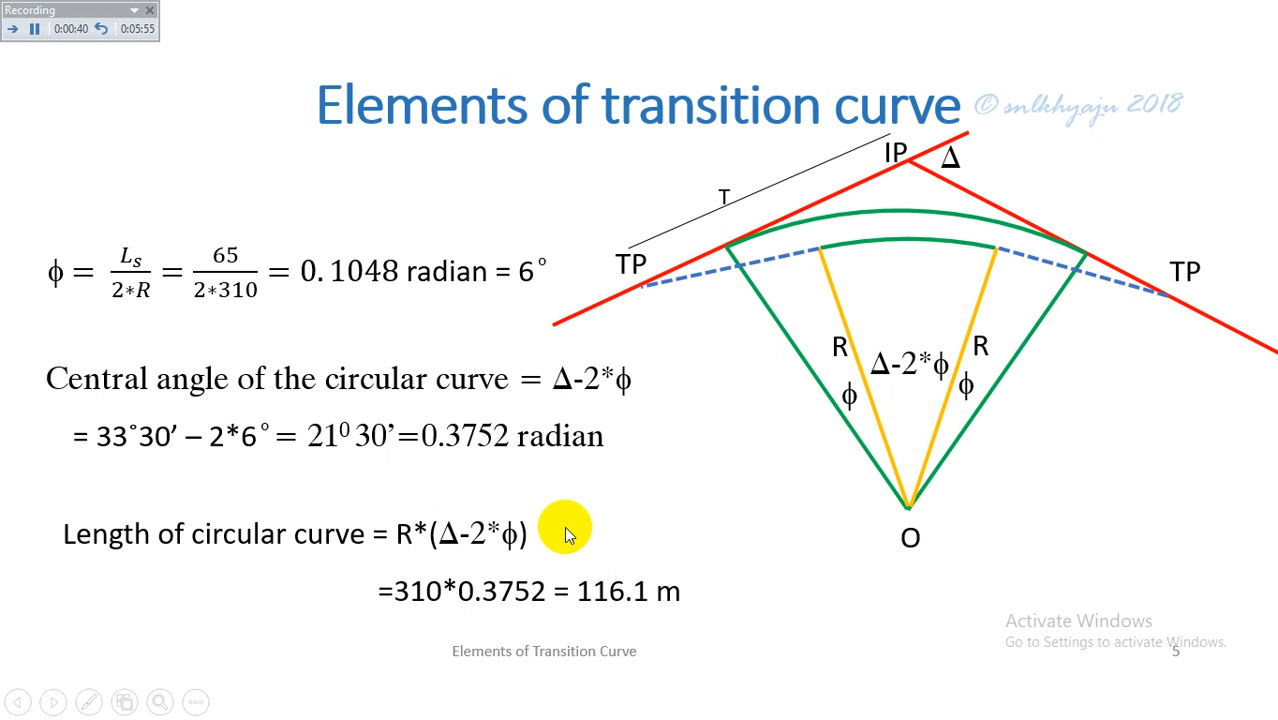 Recording
0:00:40 0:05:55
Elements of transition curve
© snlkhyaju 2018
IP
Δ
T
TP
TP
ϕ = Ls/2∗R = 65/2∗310 = 0.1048 radian = 6°
R
R
Δ-2*ϕ
ϕ
ϕ
Central angle of the circular curve = Δ-2*ϕ
= 33°30’ – 2*6° = 21⁰ 30’=0.3752 radian
Length of circular curve = R*(Δ-2*ϕ)
O
=310*0.3752 = 116.1 m
Activate Windows
Go to Settings to activate Windows.
Elements of Transition Curve
5